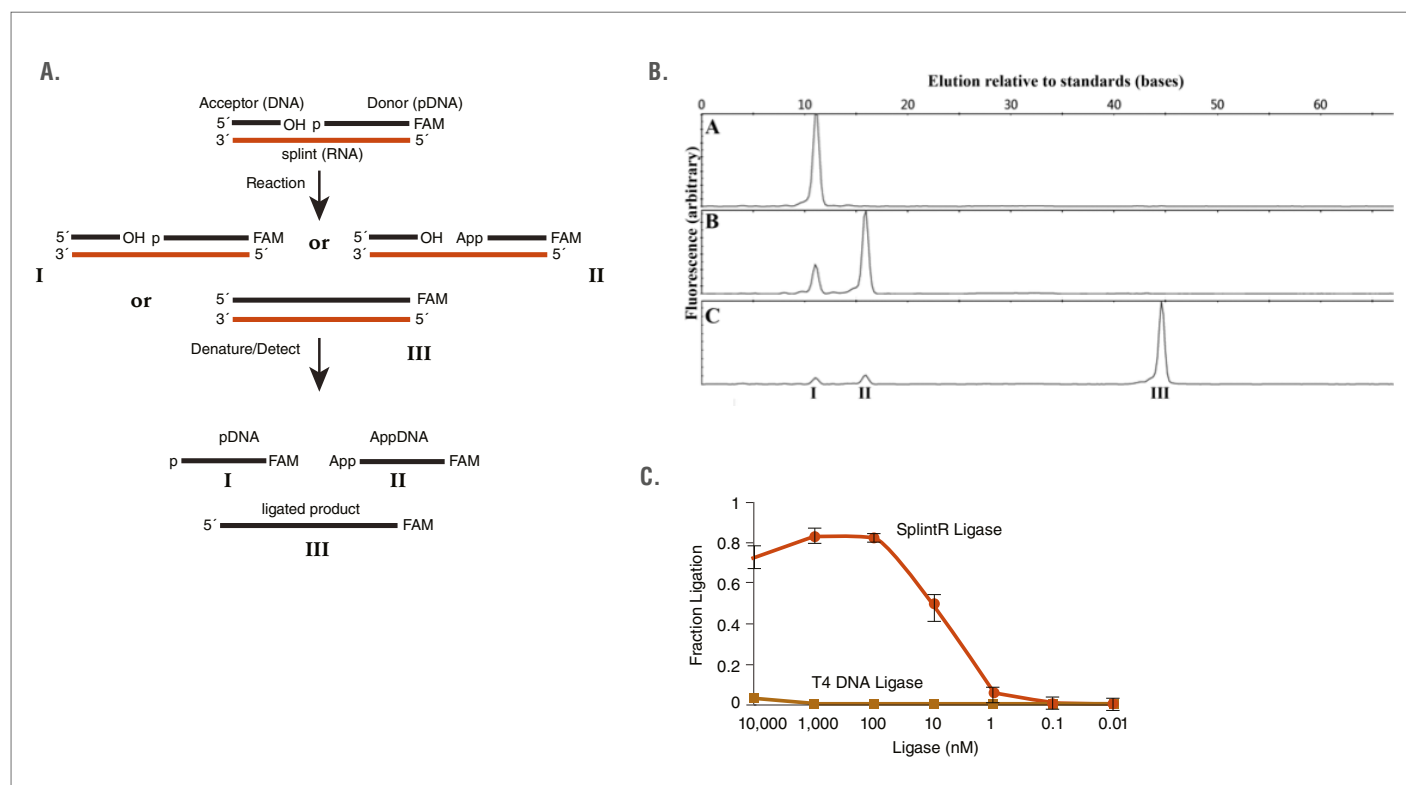 A.
Acceptor (DNA) Donor (pDNA)
5´ OH p FAM
3´ 5´
splint (RNA)
Reaction
5´ OH p FAM or 5´ OH App FAM
3´ 5´ 3´ 5´
I II
or 5´ FAM
3´ 5´
Denature/Detect III
pDNA AppDNA
p FAM App FAM
I II
ligated product
5´ FAM
III
B.
Elution relative to standards (bases)
0 10 20 30 40 50 60
Fluorescence (arbitrary)
A
B
C
I II III
C.
1
0.8
0.6
0.4
0.2
0
Fraction Ligation
SplintR Ligase
T4 DNA Ligase
10,000 1,000 100 10 1 0.1 0.01
Ligase (nM)